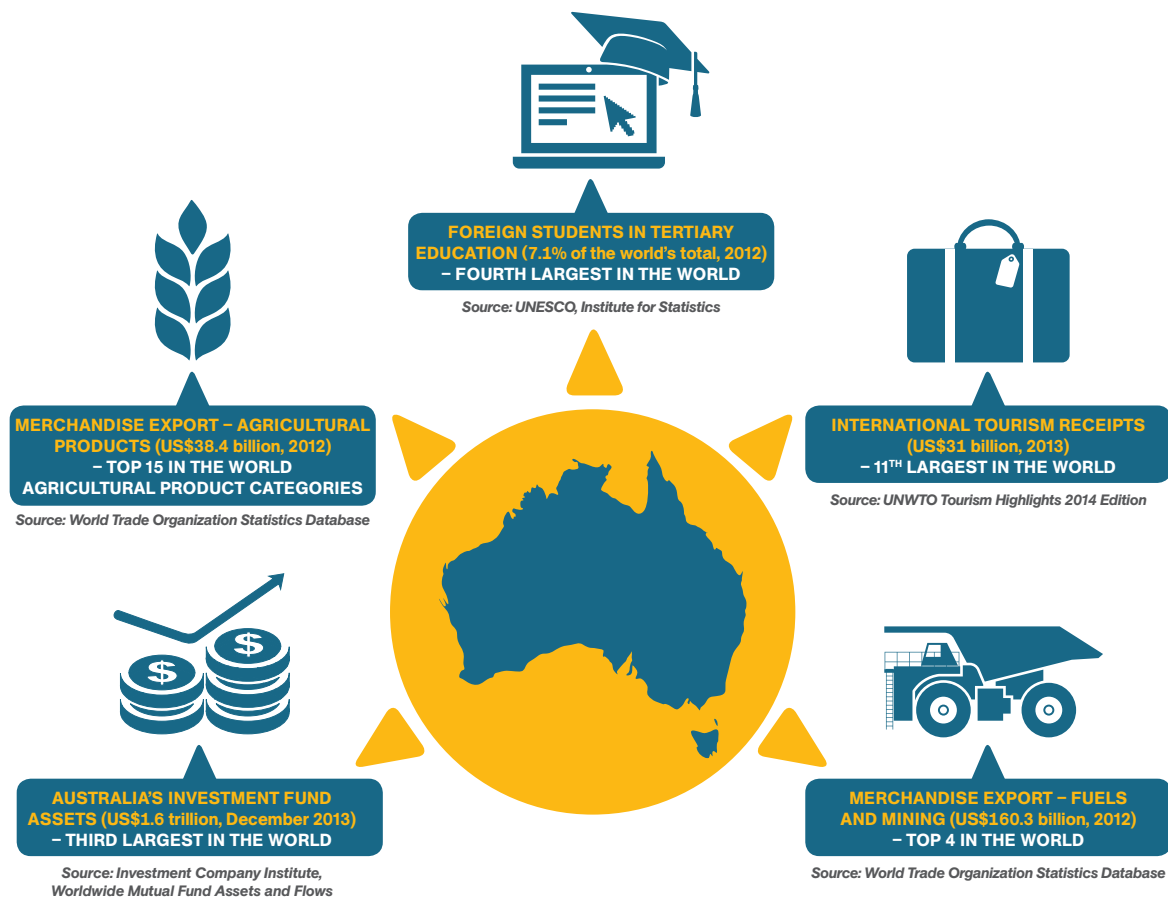 FOREIGN STUDENTS IN TERTIARY
EDUCATION (7.1% of the world's total, 2012)
– FOURTH LARGEST IN THE WORLD
Source: UNESCO, Institute for Statistics
MERCHANDISE EXPORT – AGRICULTURAL
PRODUCTS (US$38.4 billion, 2012)
– TOP 15 IN THE WORLD
AGRICULTURAL PRODUCT CATEGORIES
Source: World Trade Organization Statistics Database
INTERNATIONAL TOURISM RECEIPTS
(US$31 billion, 2013)
– 11TH LARGEST IN THE WORLD
Source: UNWTO Tourism Highlights 2014 Edition
$ $
AUSTRALIA'S INVESTMENT FUND
ASSETS (US$1.6 trillion, December 2013)
– THIRD LARGEST IN THE WORLD
Source: Investment Company Institute,
Worldwide Mutual Fund Assets and Flows
MERCHANDISE EXPORT – FUELS
AND MINING (US$160.3 billion, 2012)
– TOP 4 IN THE WORLD
Source: World Trade Organization Statistics Database